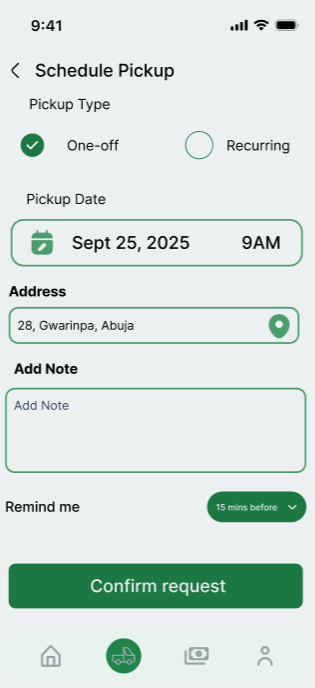 9:41
Schedule Pickup
Pickup Type
One-off Recurring
Pickup Date
Sept 25, 2025 9AM
Address
28, Gwarinpa, Abuja
Add Note
Add Note
Remind me 15 mins before
Confirm request